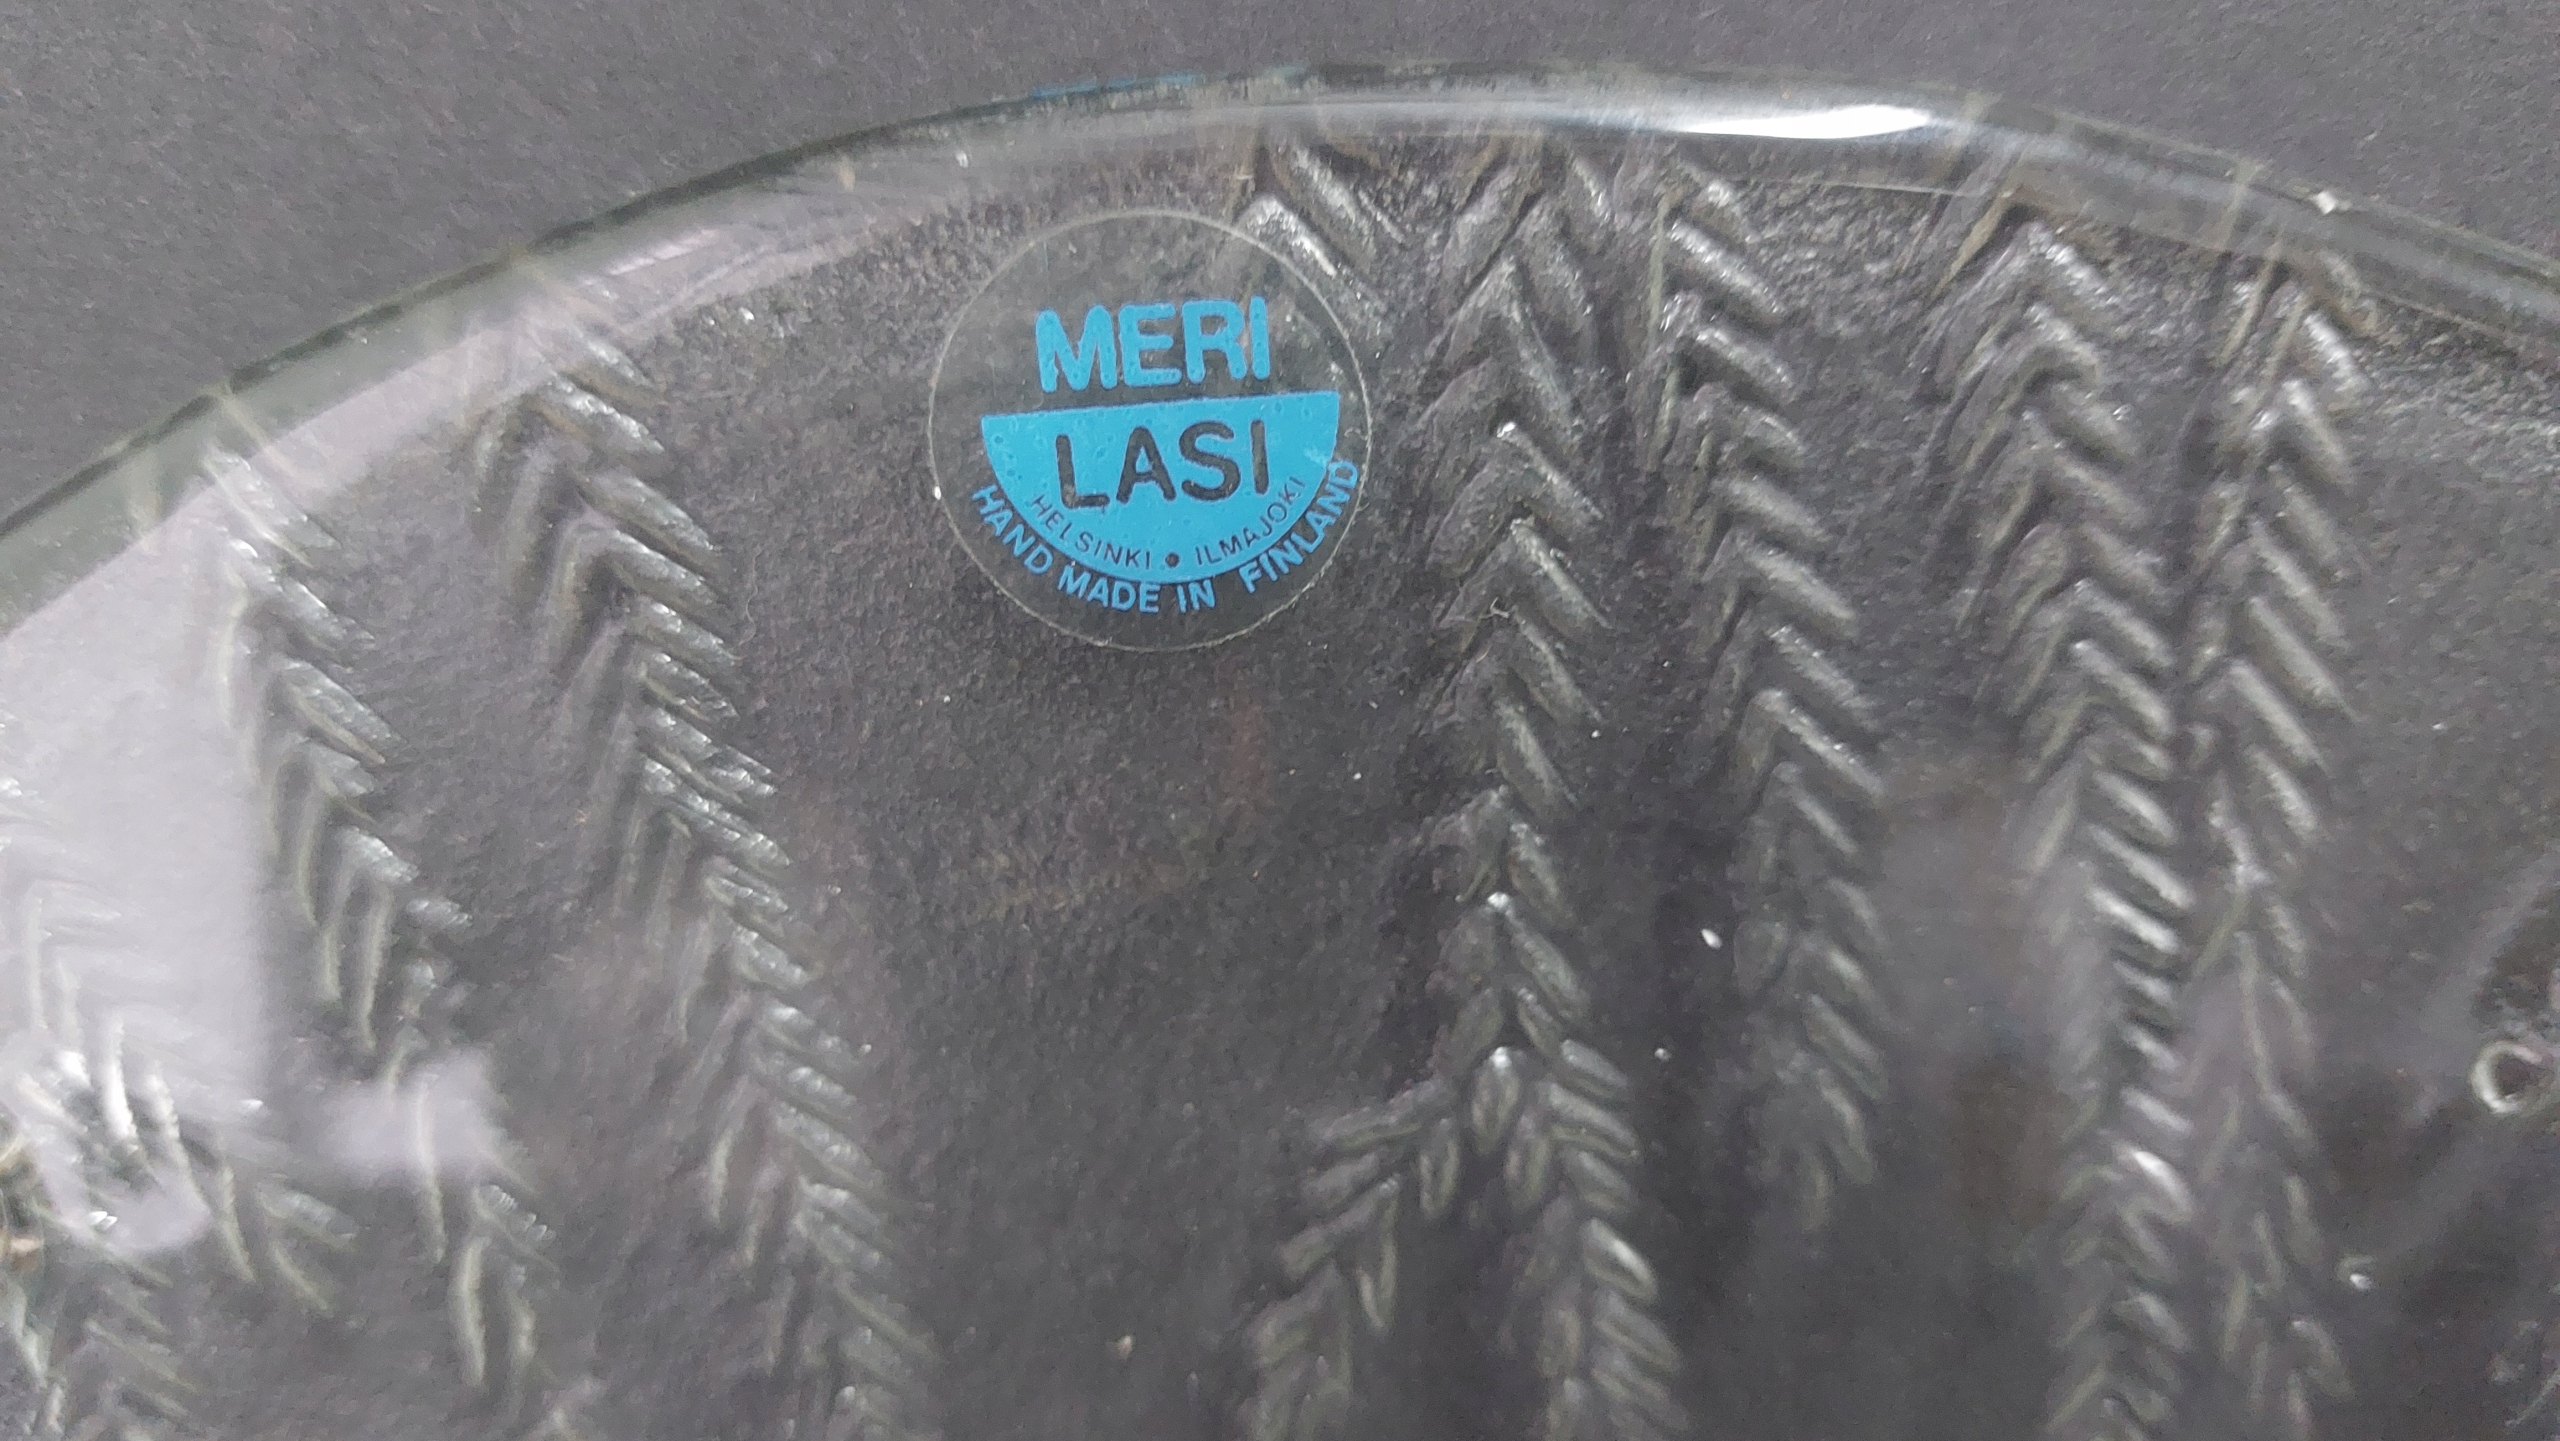 MERI
LASI
HELSINKI • ILMAJOKI
HAND MADE IN FINLAND